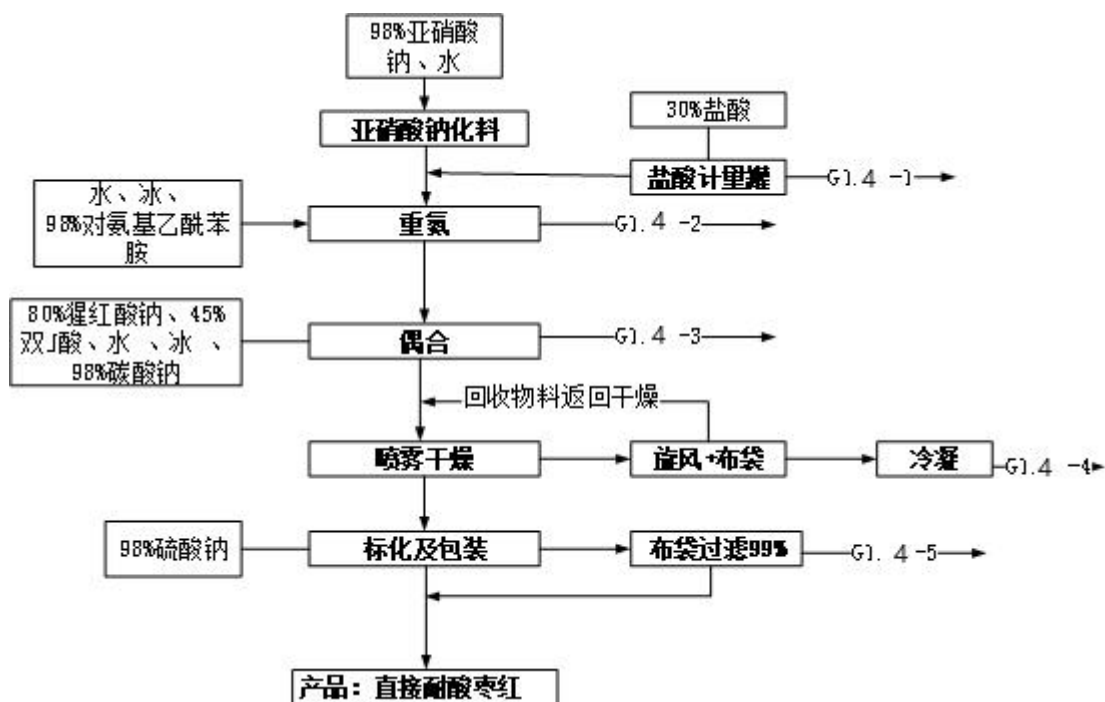 98%亚硝酸
钠、水
亚硝酸钠化料
30%盐酸
盐酸计量罐
G1.4 -1
水、冰、
98%对氨基乙酰苯
胺
重氮
G1.4 -2
80%猩红酸钠、45%
双J酸、水 、冰 、
98%碳酸钠
偶合
G1.4 -3
回收物料返回干燥
喷雾干燥
旋风+布袋
冷凝
G1.4 -4
98%硫酸钠
标化及包装
布袋过滤99%
G1.4 -5
产品：直接耐酸枣红